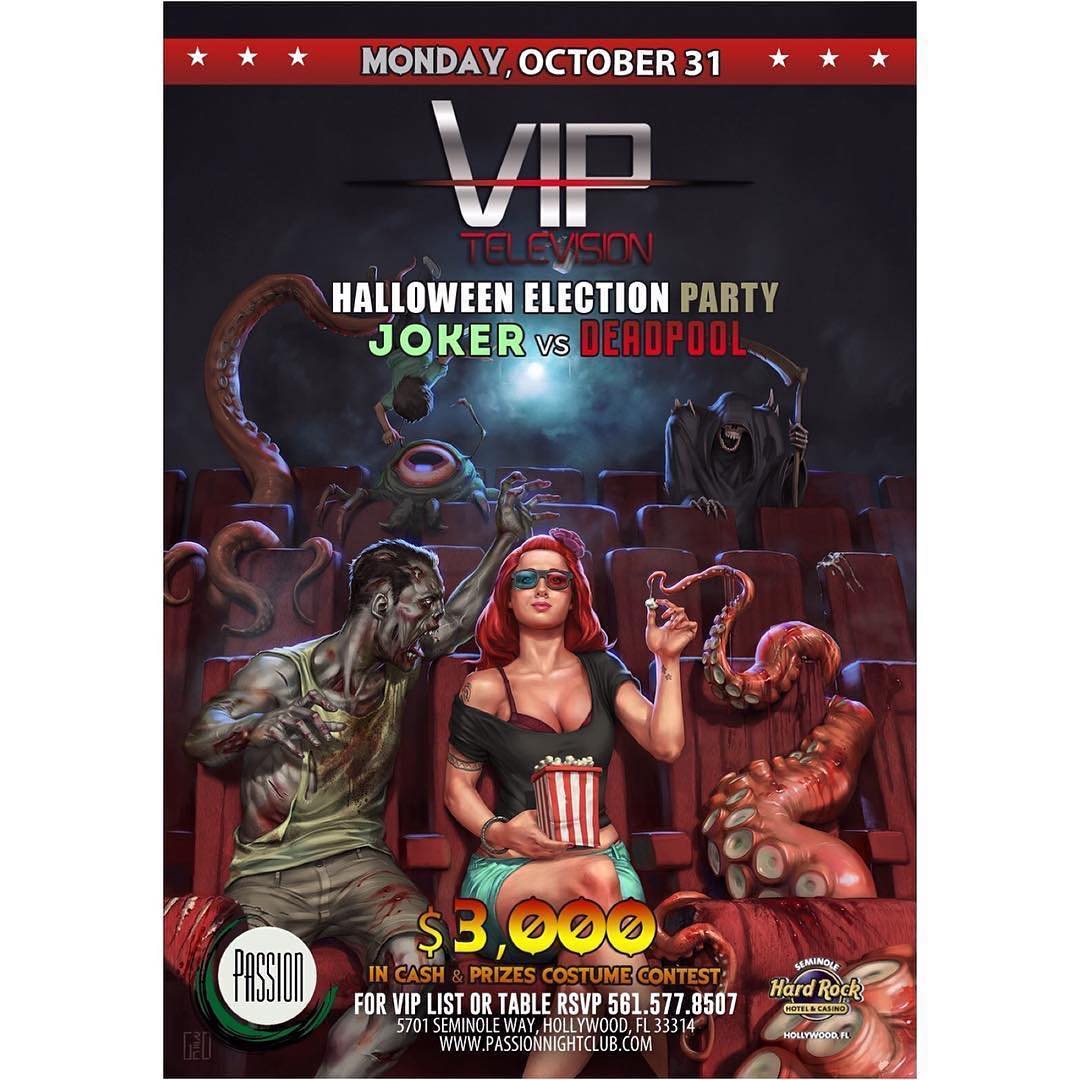 MONDAY, OCTOBER 31
VIP
TELEVISION
HALLOWEEN ELECTION PARTY
JOKER VS DEADPOOL
$3,000
IN CASH & PRIZES COSTUME CONTEST
FOR VIP LIST OR TABLE RSVP 561.577.8507
5701 SEMINOLE WAY, HOLLYWOOD, FL 33314
WWW.PASSIONNIGHTCLUB.COM
PASSION
SEMINOLE
Hard Rock
HOTEL & CASINO
HOLLYWOOD, FL